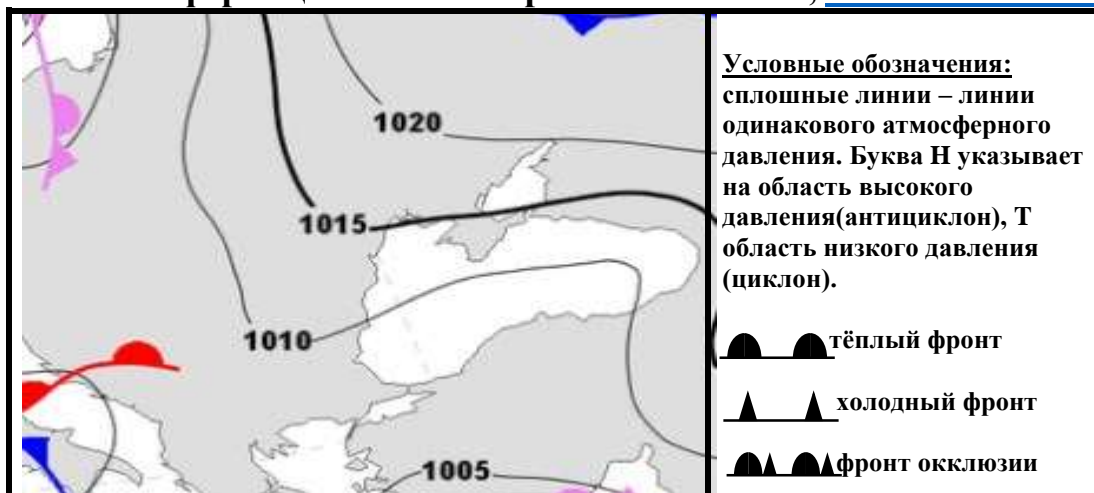 1020
1015
1010
1005
Условные обозначения:
сплошные линии – линии
одинакового атмосферного
давления. Буква Н указывает
на область высокого
давления(антициклон), Т
область низкого давления
(циклон).
тёплый фронт
холодный фронт
фронт окклюзии